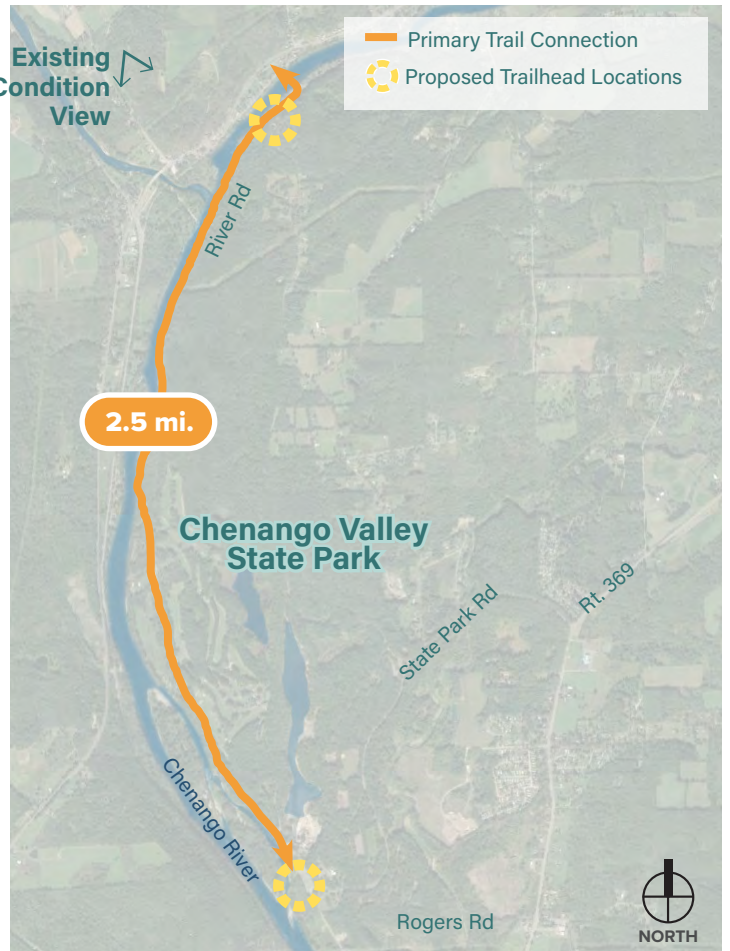 Existing
Condition
View
Primary Trail Connection
Proposed Trailhead Locations
River Rd
2.5 mi.
Chenango Valley
State Park
State Park Rd
Rt. 369
Chenango River
Rogers Rd
NORTH